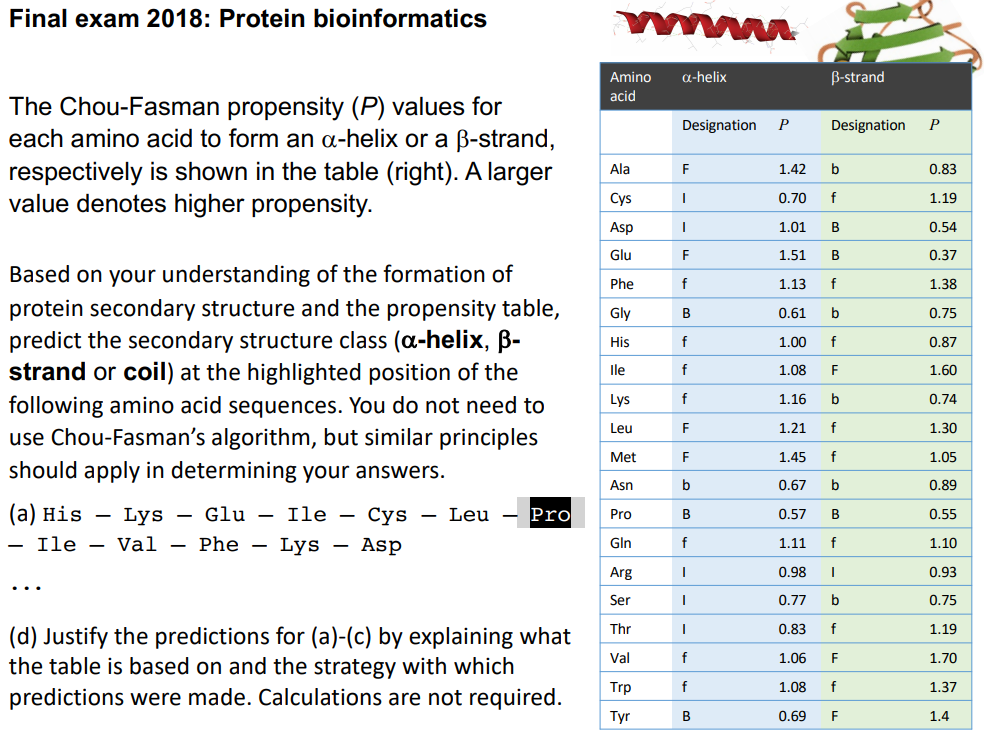 Final exam 2018: Protein bioinformatics
The Chou-Fasman propensity (P) values for
each amino acid to form an α-helix or a β-strand,
respectively is shown in the table (right). A larger
value denotes higher propensity.
Based on your understanding of the formation of
protein secondary structure and the propensity table,
predict the secondary structure class (α-helix, β-
strand or coil) at the highlighted position of the
following amino acid sequences. You do not need to
use Chou-Fasman’s algorithm, but similar principles
should apply in determining your answers.
(a) His – Lys – Glu – Ile – Cys – Leu – Pro
– Ile – Val – Phe – Lys – Asp
...
(d) Justify the predictions for (a)-(c) by explaining what
the table is based on and the strategy with which
predictions were made. Calculations are not required.
Amino acid α-helix β-strand
Designation P Designation P
Ala F 1.42 b 0.83
Cys I 0.70 f 1.19
Asp I 1.01 B 0.54
Glu F 1.51 B 0.37
Phe f 1.13 f 1.38
Gly B 0.61 b 0.75
His f 1.00 f 0.87
Ile f 1.08 F 1.60
Lys f 1.16 b 0.74
Leu F 1.21 f 1.30
Met F 1.45 f 1.05
Asn b 0.67 b 0.89
Pro B 0.57 B 0.55
Gln f 1.11 f 1.10
Arg I 0.98 I 0.93
Ser I 0.77 b 0.75
Thr I 0.83 f 1.19
Val f 1.06 F 1.70
Trp f 1.08 f 1.37
Tyr B 0.69 F 1.4